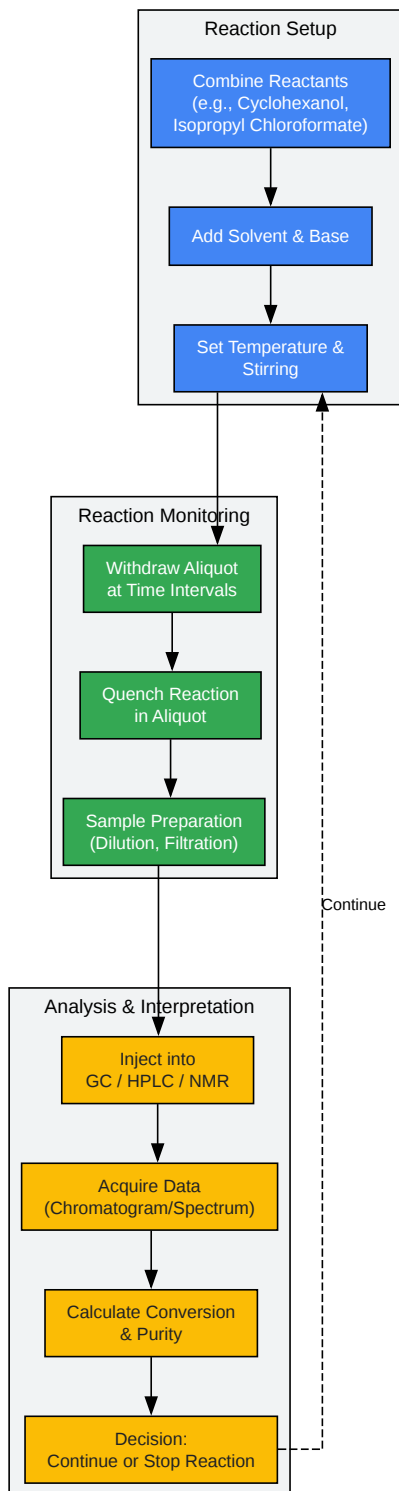 Reaction Setup
Combine Reactants
(e.g., Cyclohexanol,
Isopropyl Chloroformate)
Add Solvent & Base
Set Temperature &
Stirring
Reaction Monitoring
Withdraw Aliquot
at Time Intervals
Quench Reaction
in Aliquot
Sample Preparation
(Dilution, Filtration)
Continue
Analysis & Interpretation
Inject into
GC / HPLC / NMR
Acquire Data
(Chromatogram/Spectrum)
Calculate Conversion
& Purity
Decision:
Continue or Stop Reaction